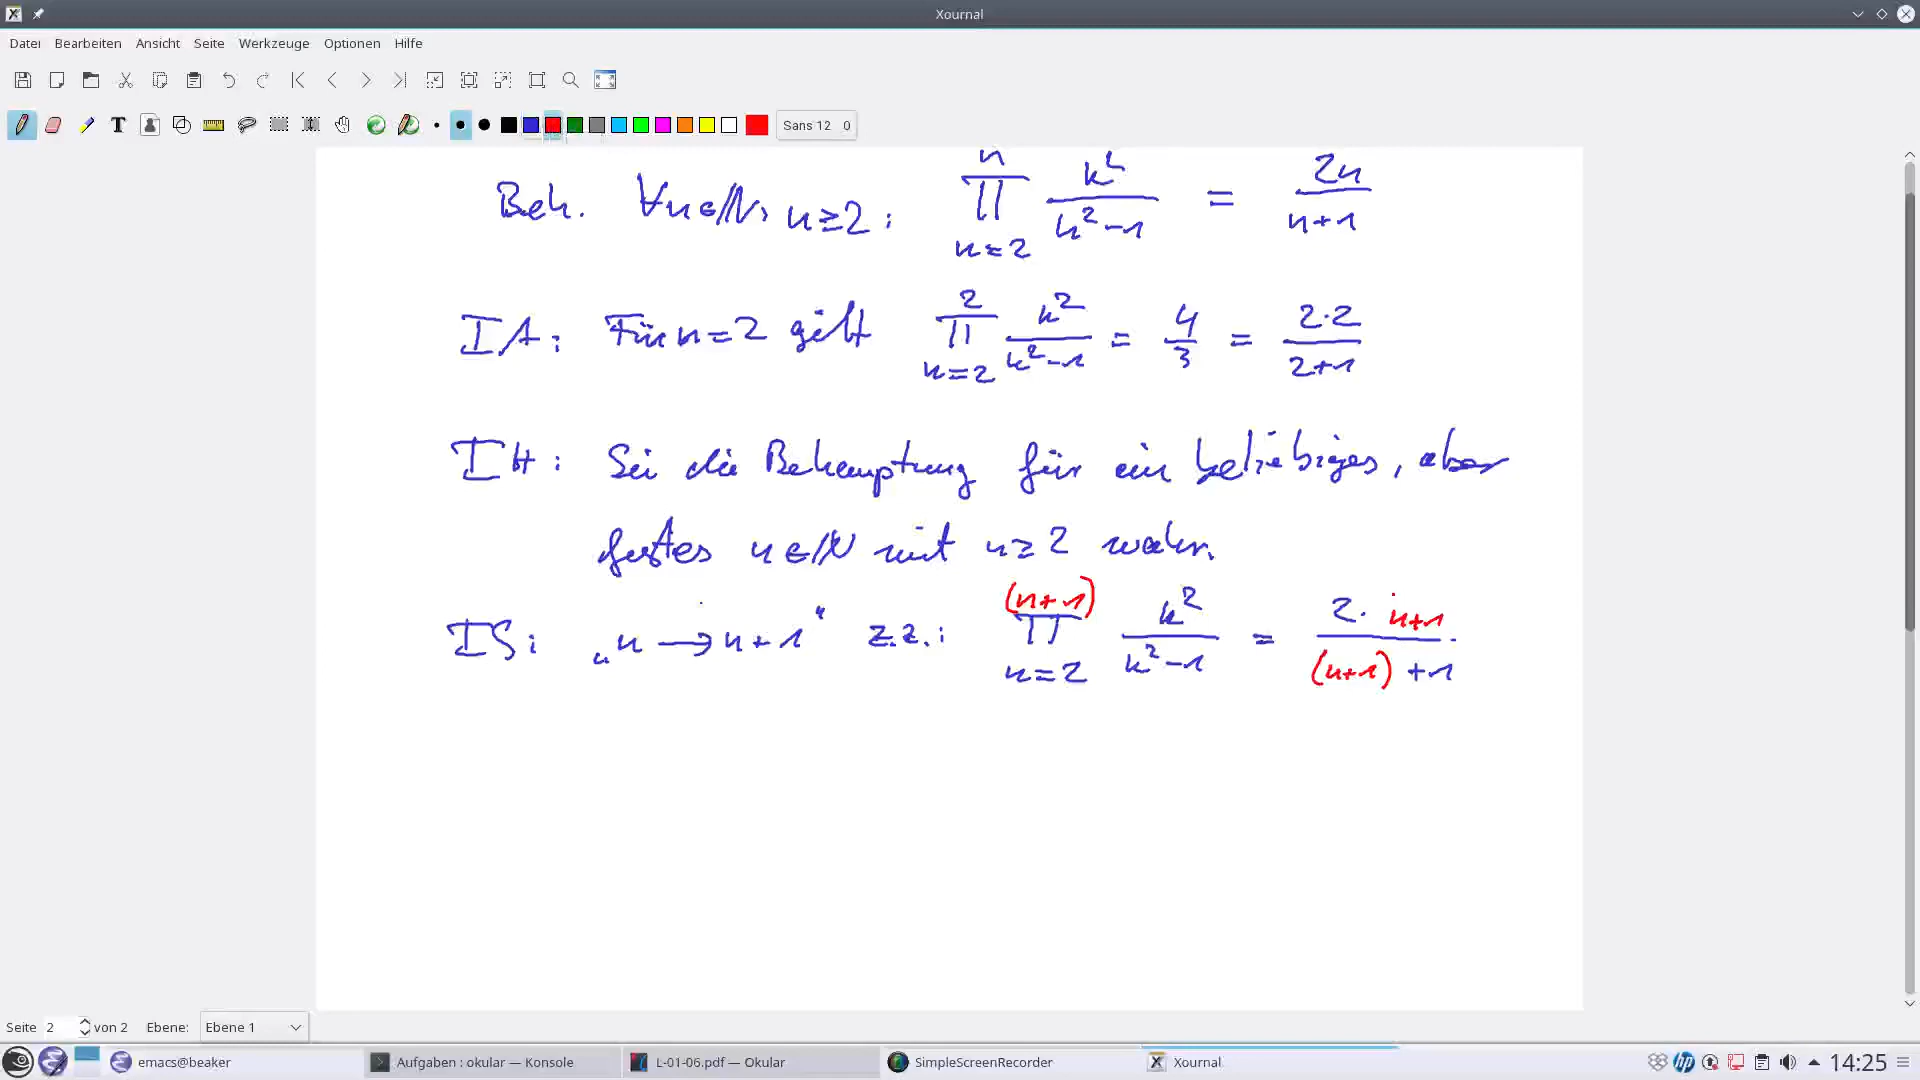 Xournal
Datei Bearbeiten Ansicht Seite Werkzeuge Optionen Hilfe
Sans 12 0
Beh. ∀n∈ℕ, n≥2: ∏_{k=2}^{n} k²/(k²-1) = 2n/(n+1)
IA: Für n=2 gilt ∏_{k=2}^{2} k²/(k²-1) = 4/3 = 2·2/(2+1)
IH: Sei die Behauptung für ein beliebiges, aber
festes n∈ℕ mit n≥2 wahr.
IS: „n → n+1“ z.z.: ∏_{k=2}^{(n+1)} k²/(k²-1) = 2·n+1/((n+1)+1)
Seite 2 von 2 Ebene: Ebene 1
emacs@beaker Aufgaben : okular — Konsole L-01-06.pdf — Okular SimpleScreenRecorder Xournal hp 14:25